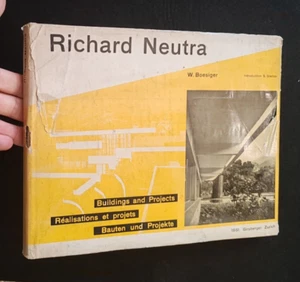 Richard Neutra
W. Boesiger
Buildings and Projects
Réalisations et projets
Bauten und Projekte